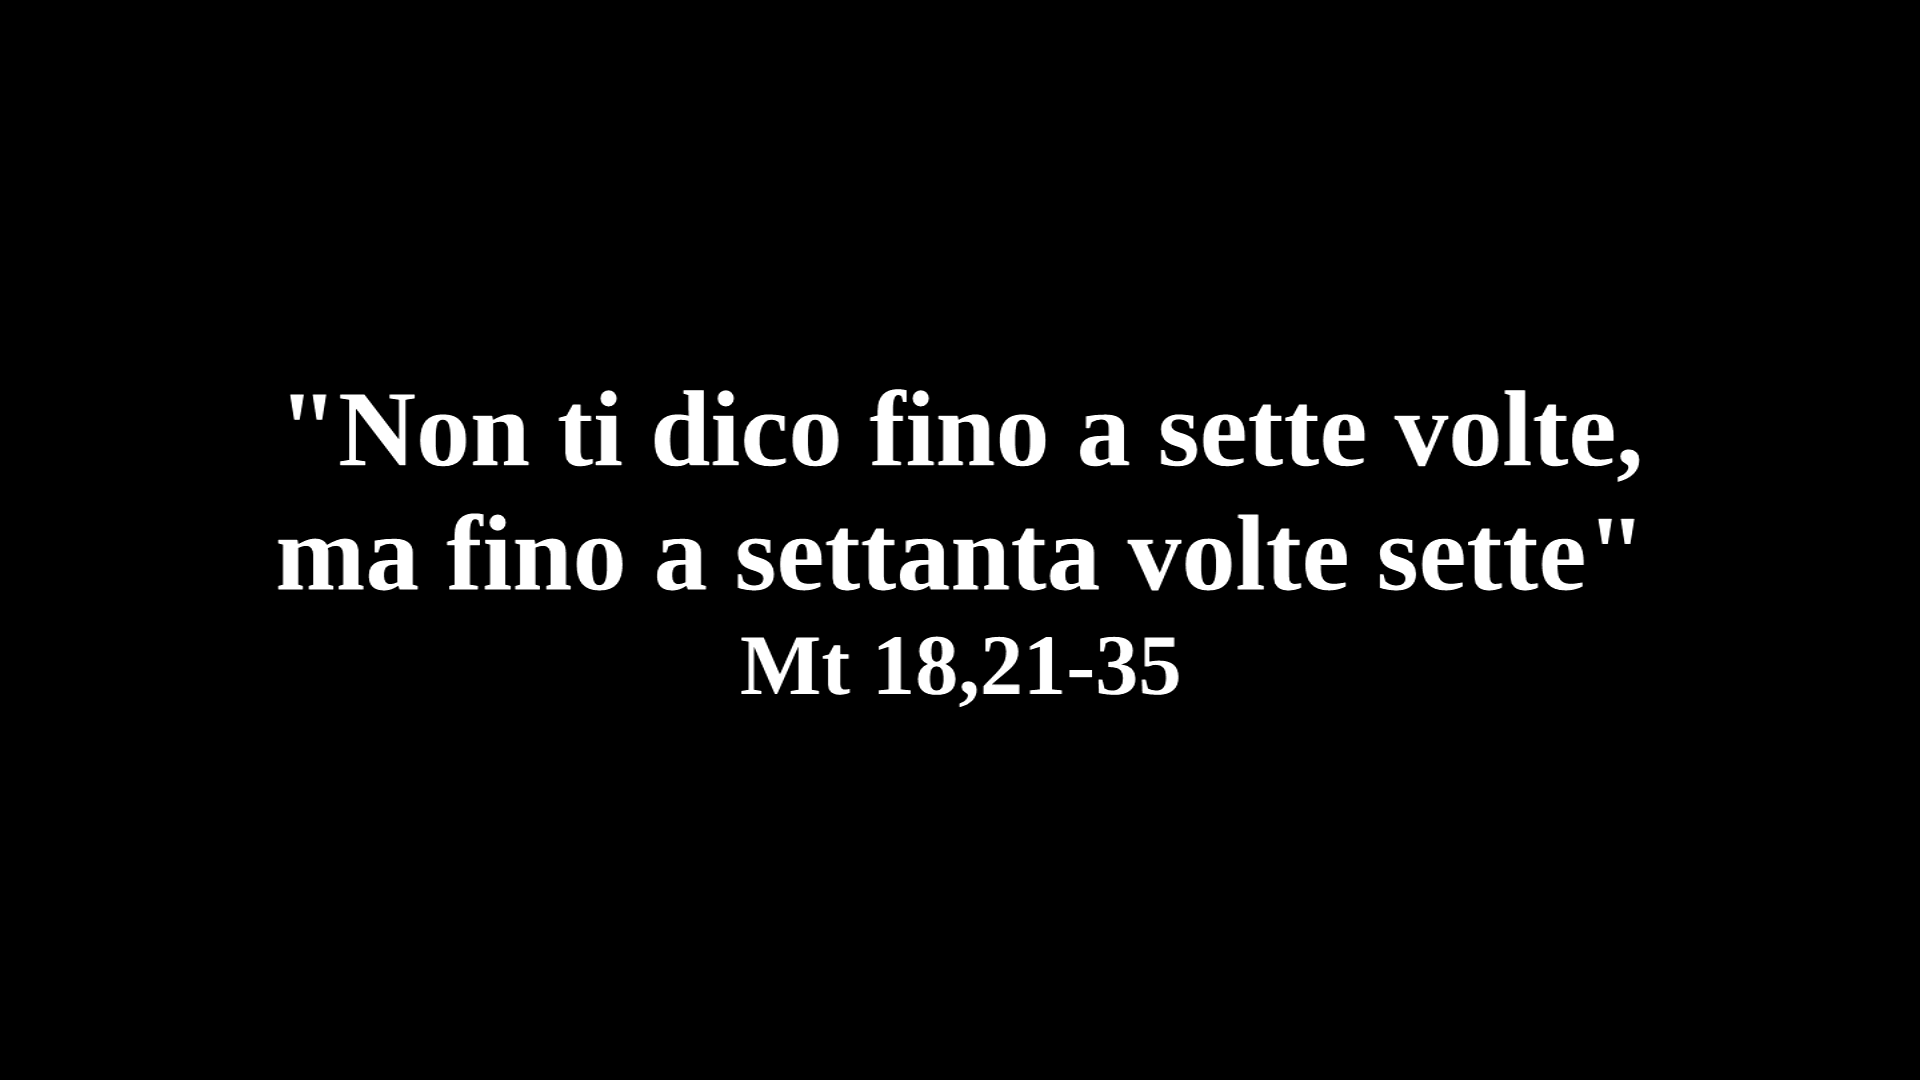 "Non ti dico fino a sette volte,
ma fino a settanta volte sette"
Mt 18,21-35